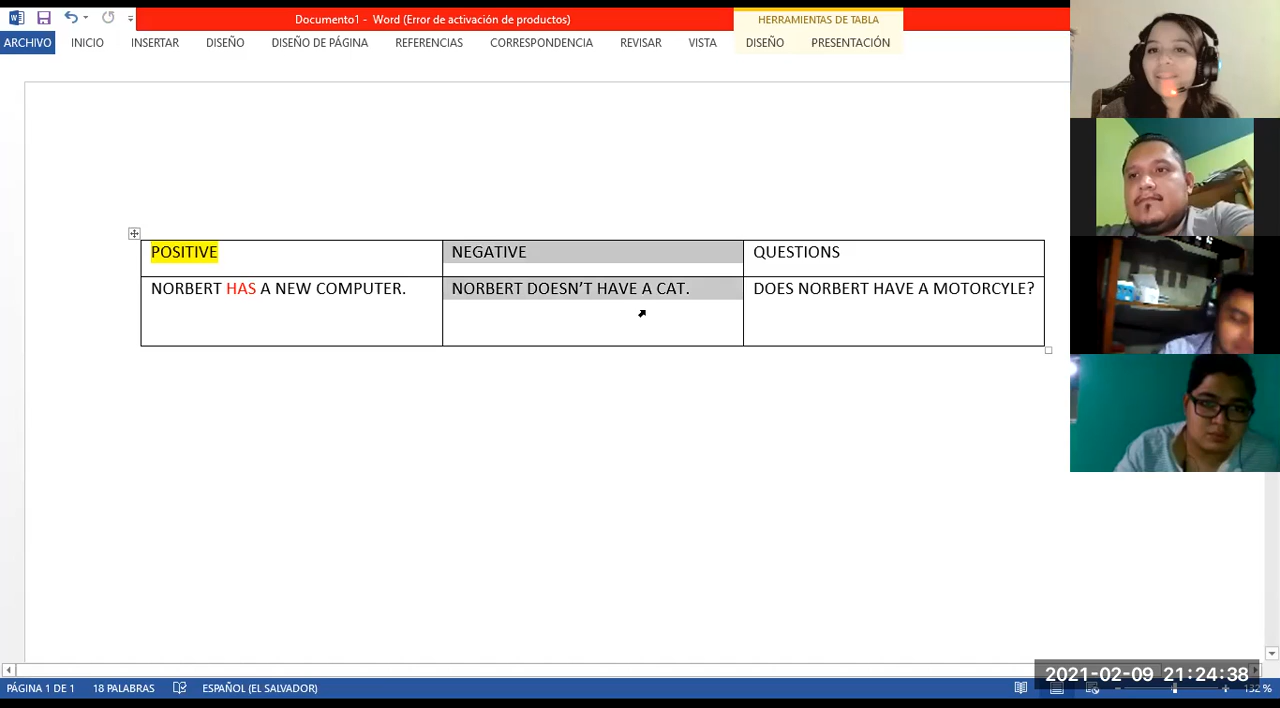 Documento1 - Word (Error de activación de productos)
HERRAMIENTAS DE TABLA
ARCHIVO INICIO INSERTAR DISEÑO DISEÑO DE PÁGINA REFERENCIAS CORRESPONDENCIA REVISAR VISTA DISEÑO PRESENTACIÓN
POSITIVE NEGATIVE QUESTIONS
NORBERT HAS A NEW COMPUTER. NORBERT DOESN'T HAVE A CAT. DOES NORBERT HAVE A MOTORCYLE?
2021-02-09 21:24:38
PÁGINA 1 DE 1 18 PALABRAS ESPAÑOL (EL SALVADOR) 132 %